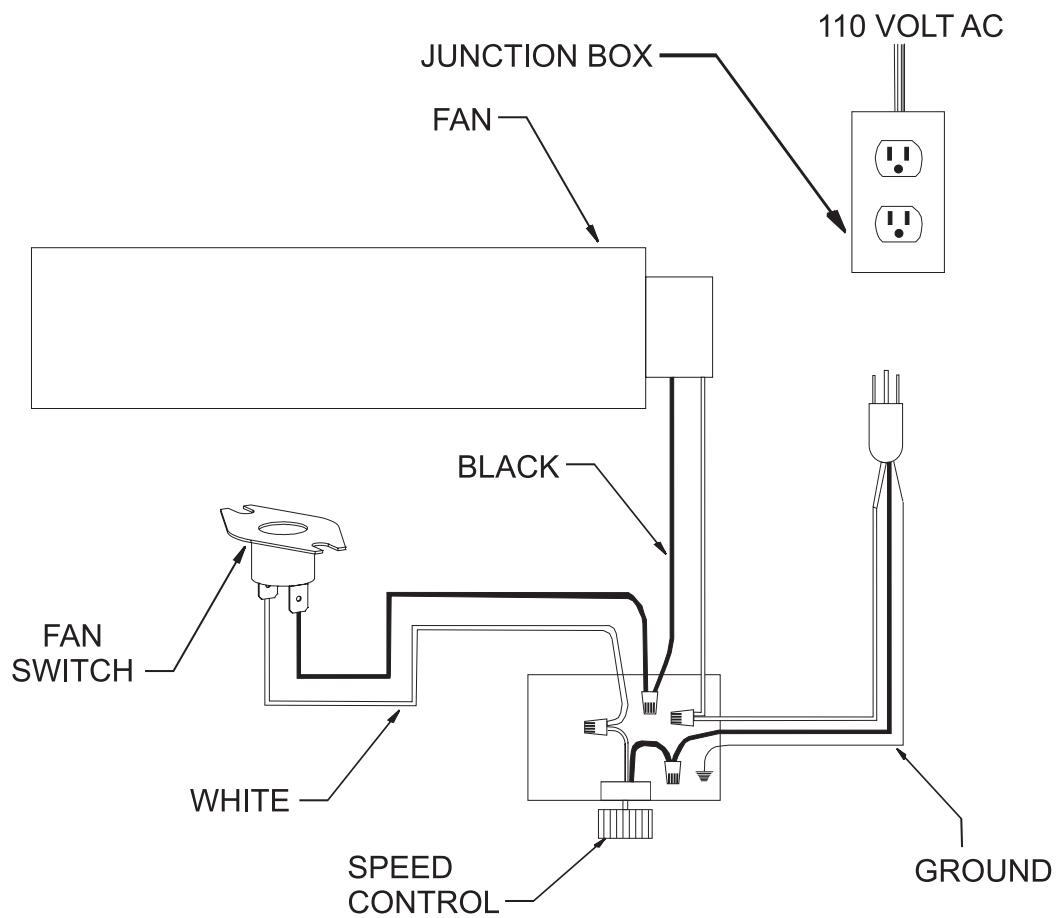 110 VOLT AC
JUNCTION BOX
FAN
BLACK
FAN
SWITCH
WHITE
SPEED
CONTROL
GROUND